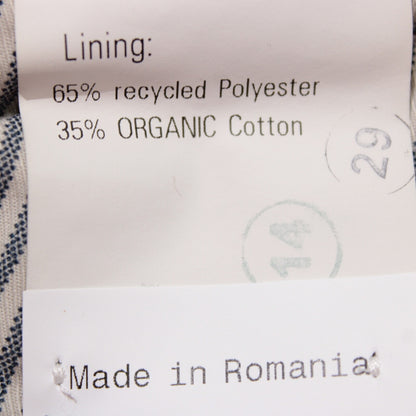 Lining:
65% recycled Polyester
35% ORGANIC Cotton
29
14
Made in Romania